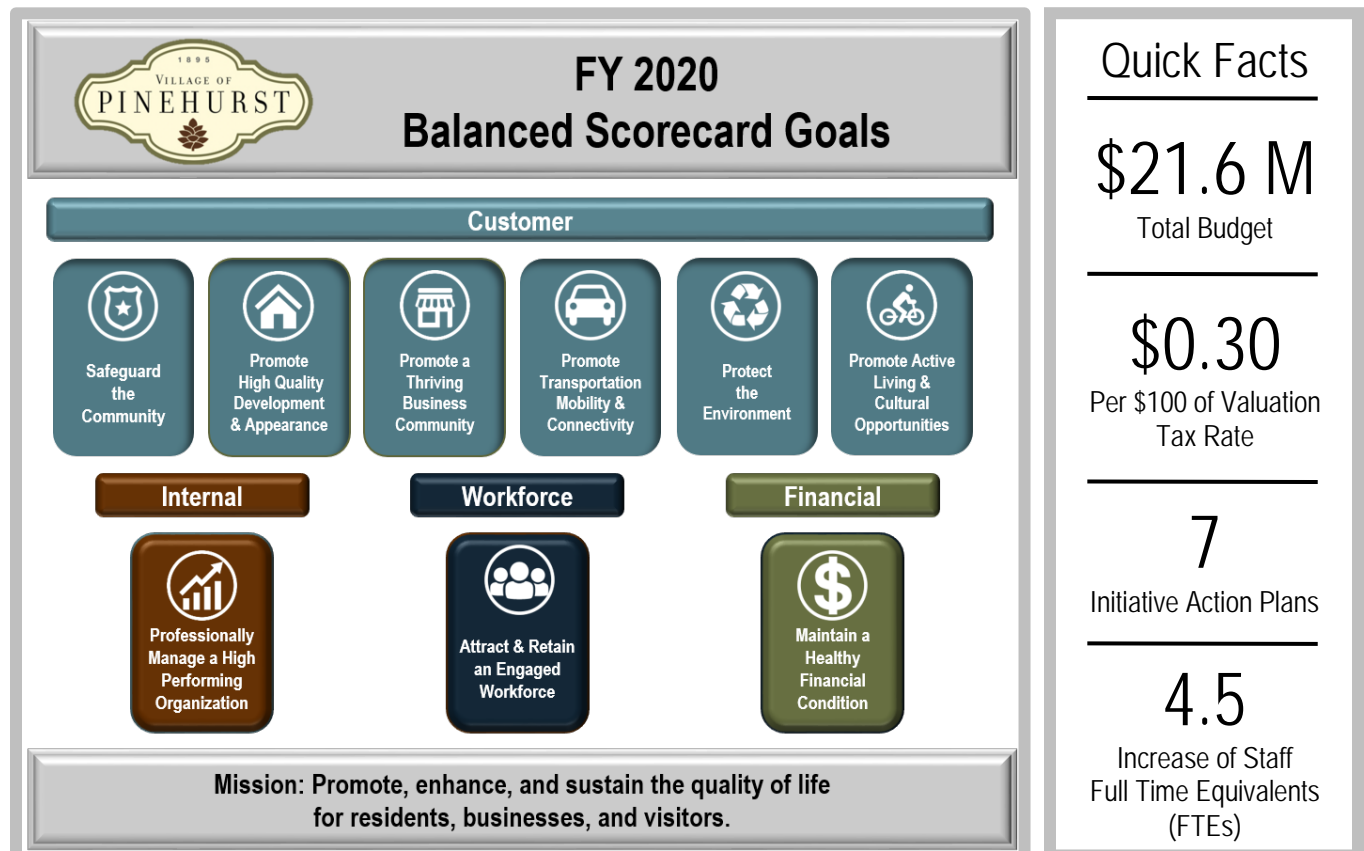 1895
VILLAGE OF
PINEHURST
FY 2020
Balanced Scorecard Goals
Customer
Safeguard
the
Community
Promote
High Quality
Development
& Appearance
Promote a
Thriving
Business
Community
Promote
Transportation
Mobility &
Connectivity
Protect
the
Environment
Promote Active
Living &
Cultural
Opportunities
Internal
Workforce
Financial
Professionally
Manage a High
Performing
Organization
Attract & Retain
an Engaged
Workforce
$
Maintain a
Healthy
Financial
Condition
Mission: Promote, enhance, and sustain the quality of life
for residents, businesses, and visitors.
Quick Facts
$21.6 M
Total Budget
$0.30
Per $100 of Valuation
Tax Rate
7
Initiative Action Plans
4.5
Increase of Staff
Full Time Equivalents
(FTEs)